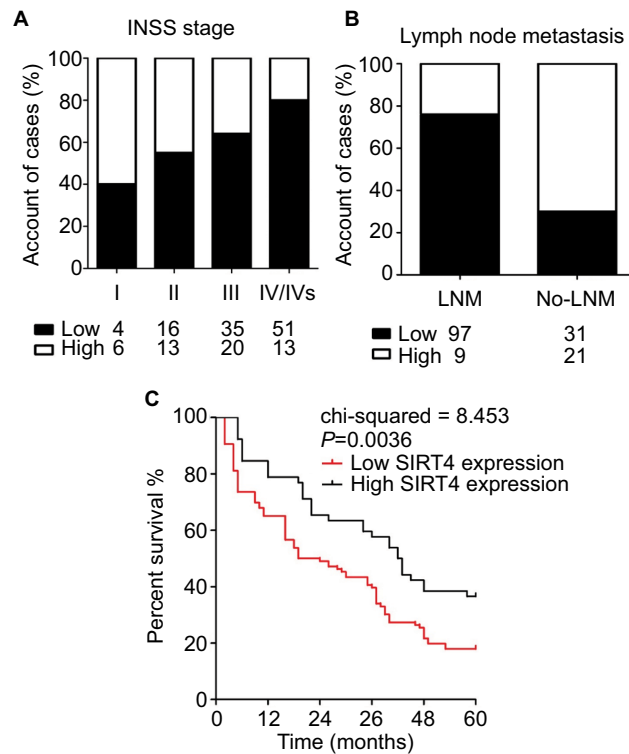 A
INSS stage
Account of cases (%)
100
80
60
40
20
0
I II III IV/IVs
Low 4 16 35 51
High 6 13 20 13
B
Lymph node metastasis
Account of cases (%)
100
80
60
40
20
0
LNM No-LNM
Low 97 31
High 9 21
C
chi-squared = 8.453
P=0.0036
Low SIRT4 expression
High SIRT4 expression
Percent survival %
100
80
60
40
20
0
0 12 24 26 48 60
Time (months)